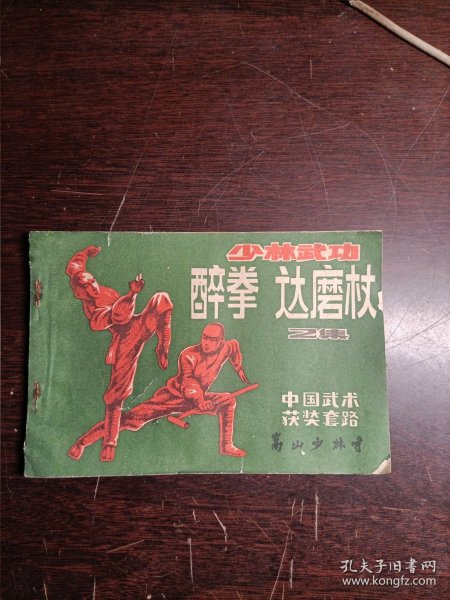 少林武功
醉拳 达磨杖
2集
中国武术
获奖套路
嵩山少林寺
孔夫子旧书网
www.kongfz.com